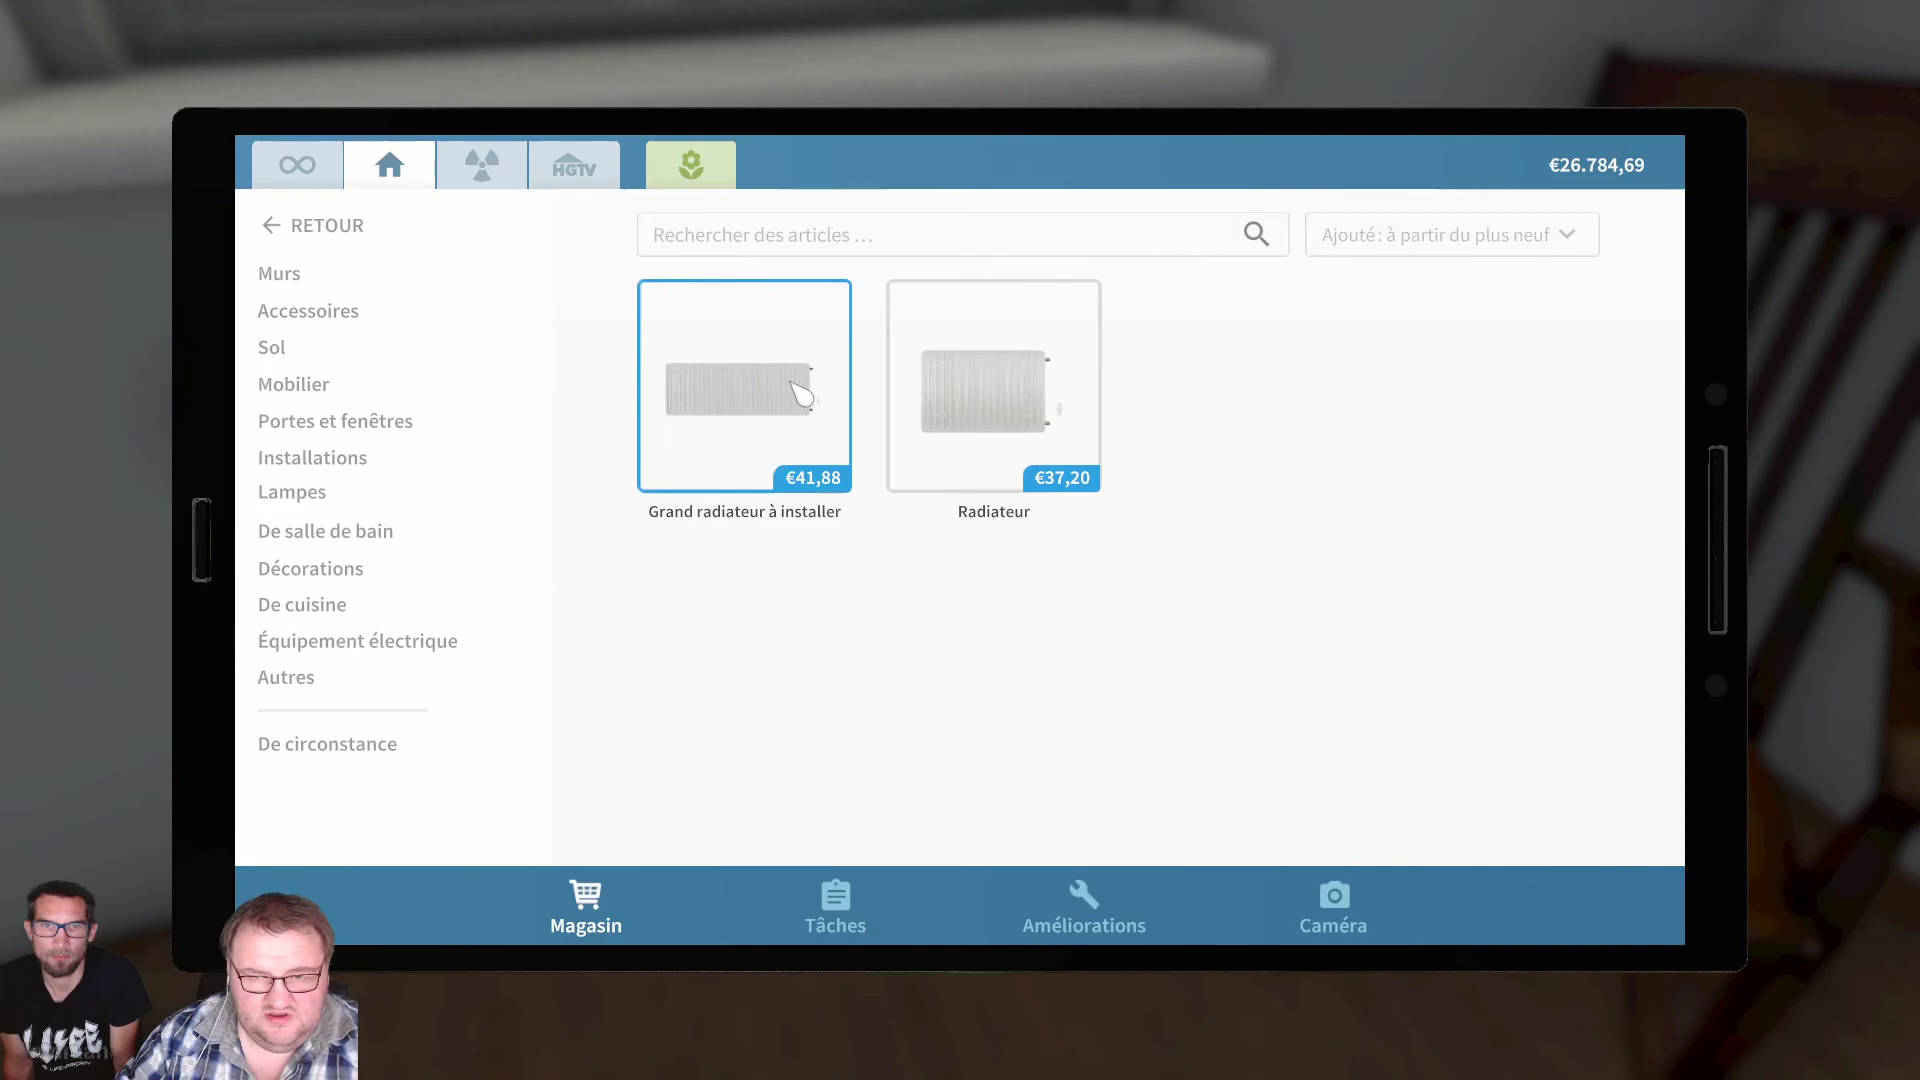 HGTV
€26.784,69
RETOUR
Rechercher des articles ...
Ajouté : à partir du plus neuf
Murs
Accessoires
Sol
Mobilier
Portes et fenêtres
Installations
Lampes
De salle de bain
Décorations
De cuisine
Équipement électrique
Autres
De circonstance
€41,88
Grand radiateur à installer
€37,20
Radiateur
Magasin
Tâches
Améliorations
Caméra